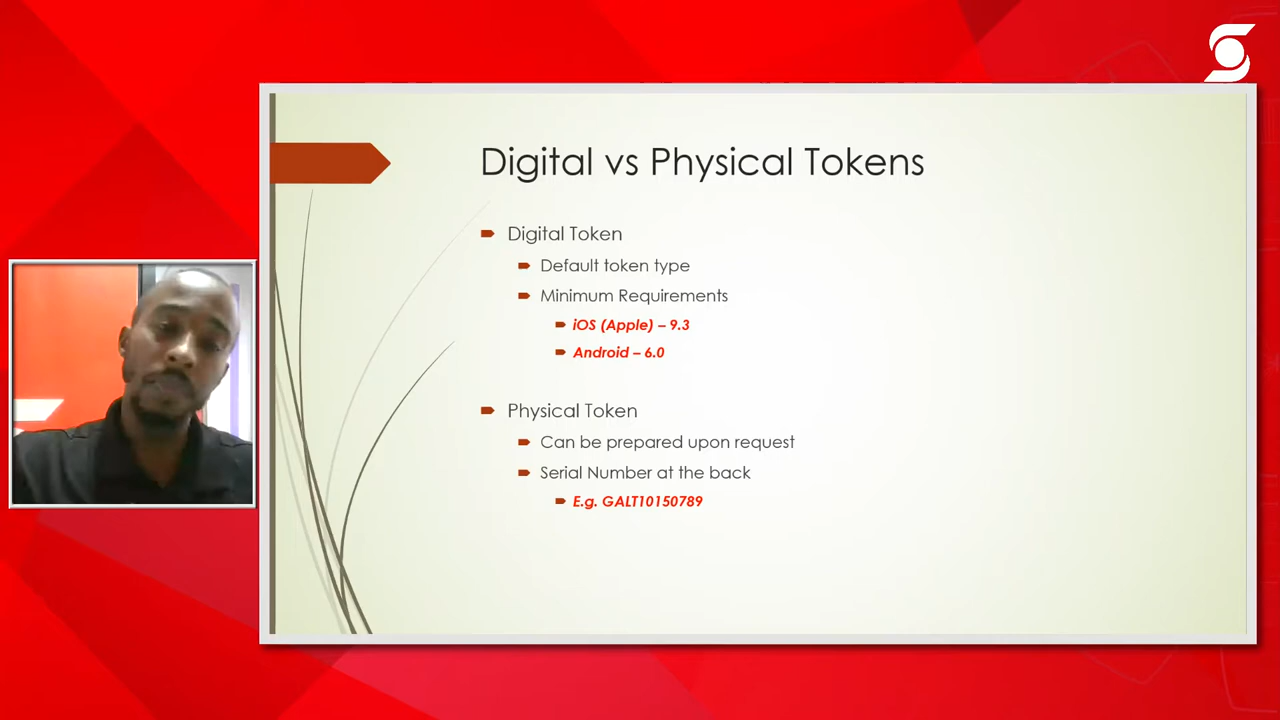 Digital vs Physical Tokens
Digital Token
Default token type
Minimum Requirements
iOS (Apple) – 9.3
Android – 6.0
Physical Token
Can be prepared upon request
Serial Number at the back
E.g. GALT10150789